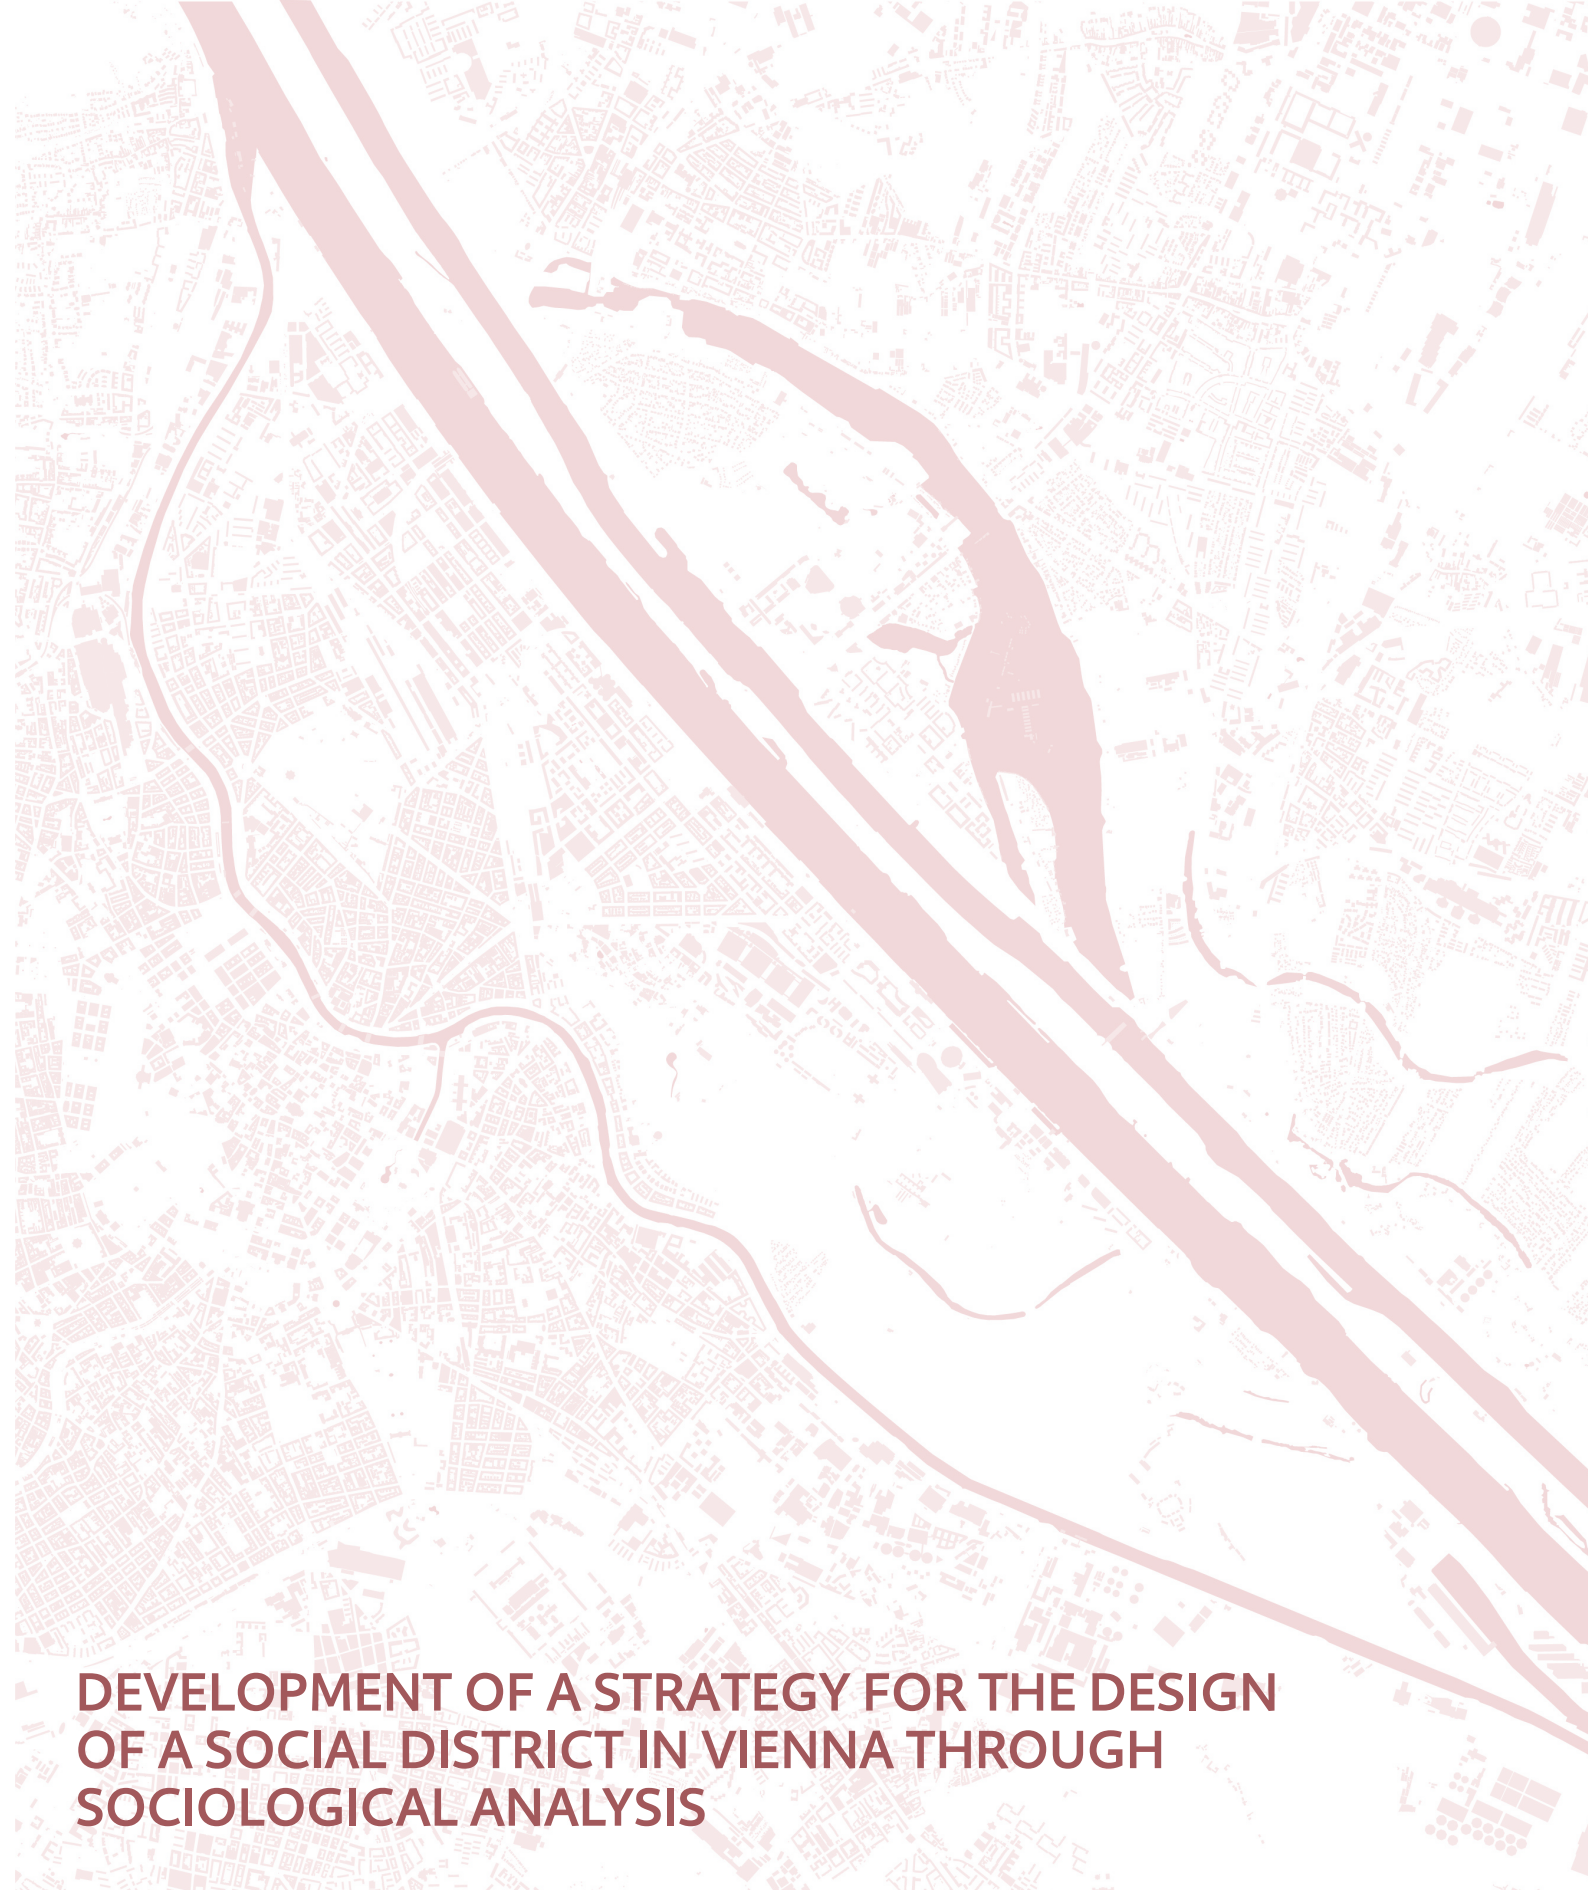 DEVELOPMENT OF A STRATEGY FOR THE DESIGN
OF A SOCIAL DISTRICT IN VIENNA THROUGH
SOCIOLOGICAL ANALYSIS